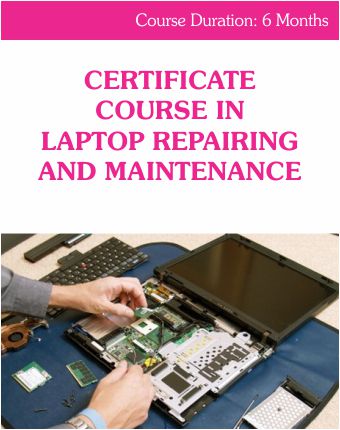 Course Duration: 6 Months
CERTIFICATE
COURSE IN
LAPTOP REPAIRING
AND MAINTENANCE